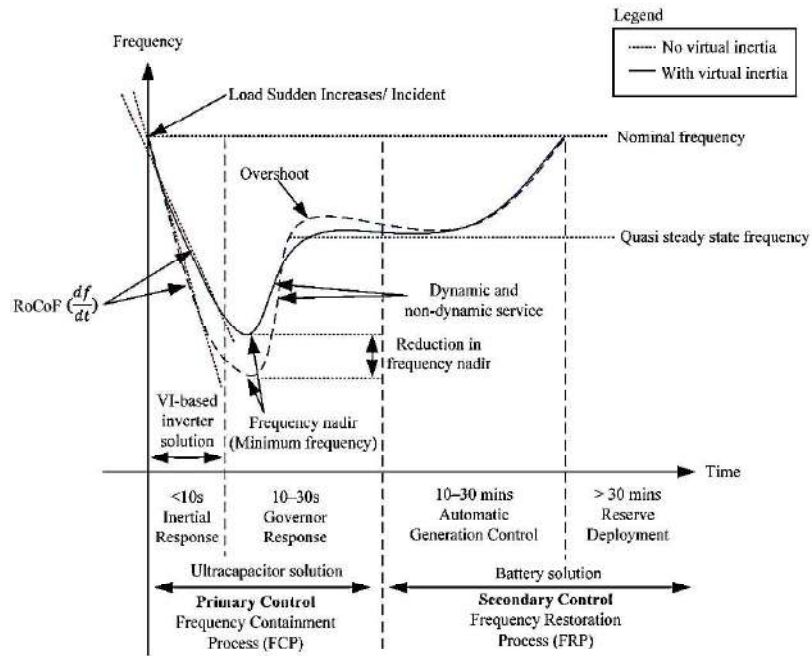 Legend
No virtual inertia
With virtual inertia
Frequency
Load Sudden Increases/ Incident
Nominal frequency
Overshoot
Quasi steady state frequency
RoCoF (df/dt)
Dynamic and
non-dynamic service
Reduction in
frequency nadir
VI-based
inverter
solution
Frequency nadir
(Minimum frequency)
Time
<10s
Inertial
Response
10–30s
Governor
Response
10–30 mins
Automatic
Generation Control
> 30 mins
Reserve
Deployment
Ultracapacitor solution
Primary Control
Frequency Containment
Process (FCP)
Battery solution
Secondary Control
Frequency Restoration
Process (FRP)